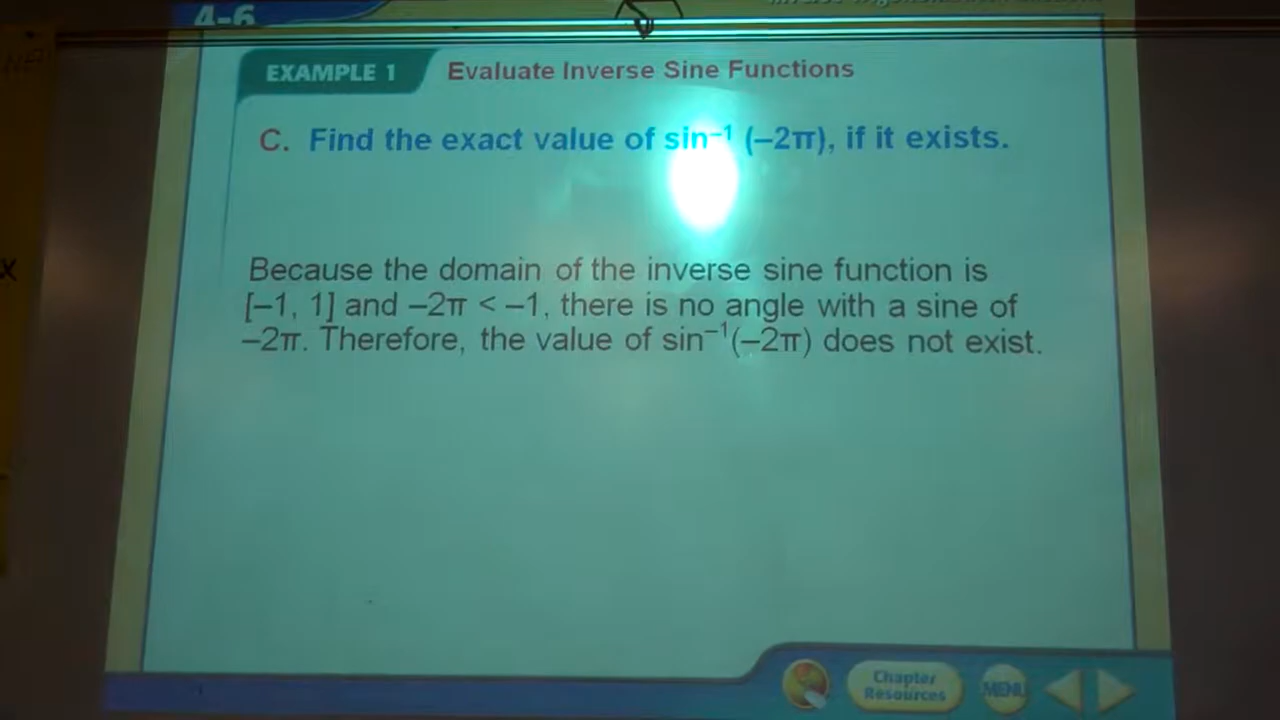 4-6
EXAMPLE 1 Evaluate Inverse Sine Functions
C. Find the exact value of sin⁻¹ (–2π), if it exists.
Because the domain of the inverse sine function is
[–1, 1] and –2π < –1, there is no angle with a sine of
–2π. Therefore, the value of sin⁻¹(–2π) does not exist.
Chapter
Resources
MENU